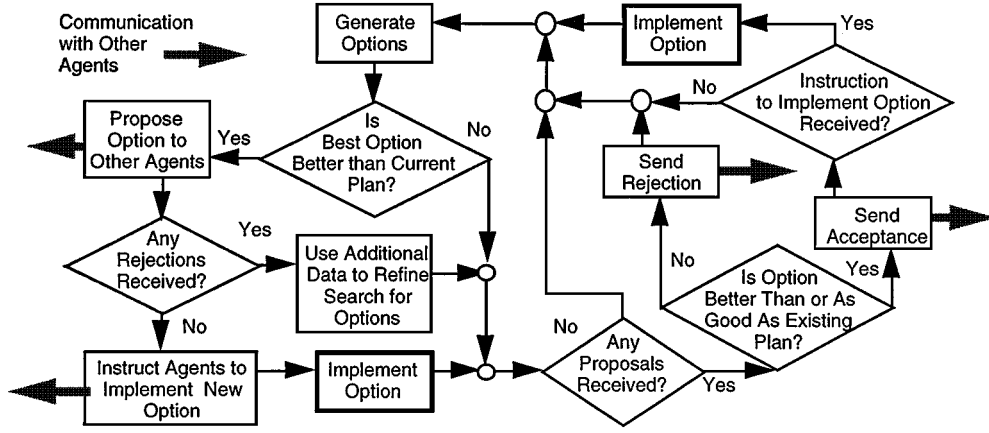 Communication
with Other
Agents
Generate
Options
Implement
Option
Yes
Instruction
to Implement Option
Received?
No
Propose
Option to
Other Agents
Yes
Is
Best Option
Better than Current
Plan?
No
Send
Rejection
Send
Acceptance
Any
Rejections
Received?
Yes
Use Additional
Data to Refine
Search for
Options
No
Is Option
Better Than or As
Good As Existing
Plan?
Yes
No
Instruct Agents to
Implement New
Option
Implement
Option
No
Any
Proposals
Received?
Yes